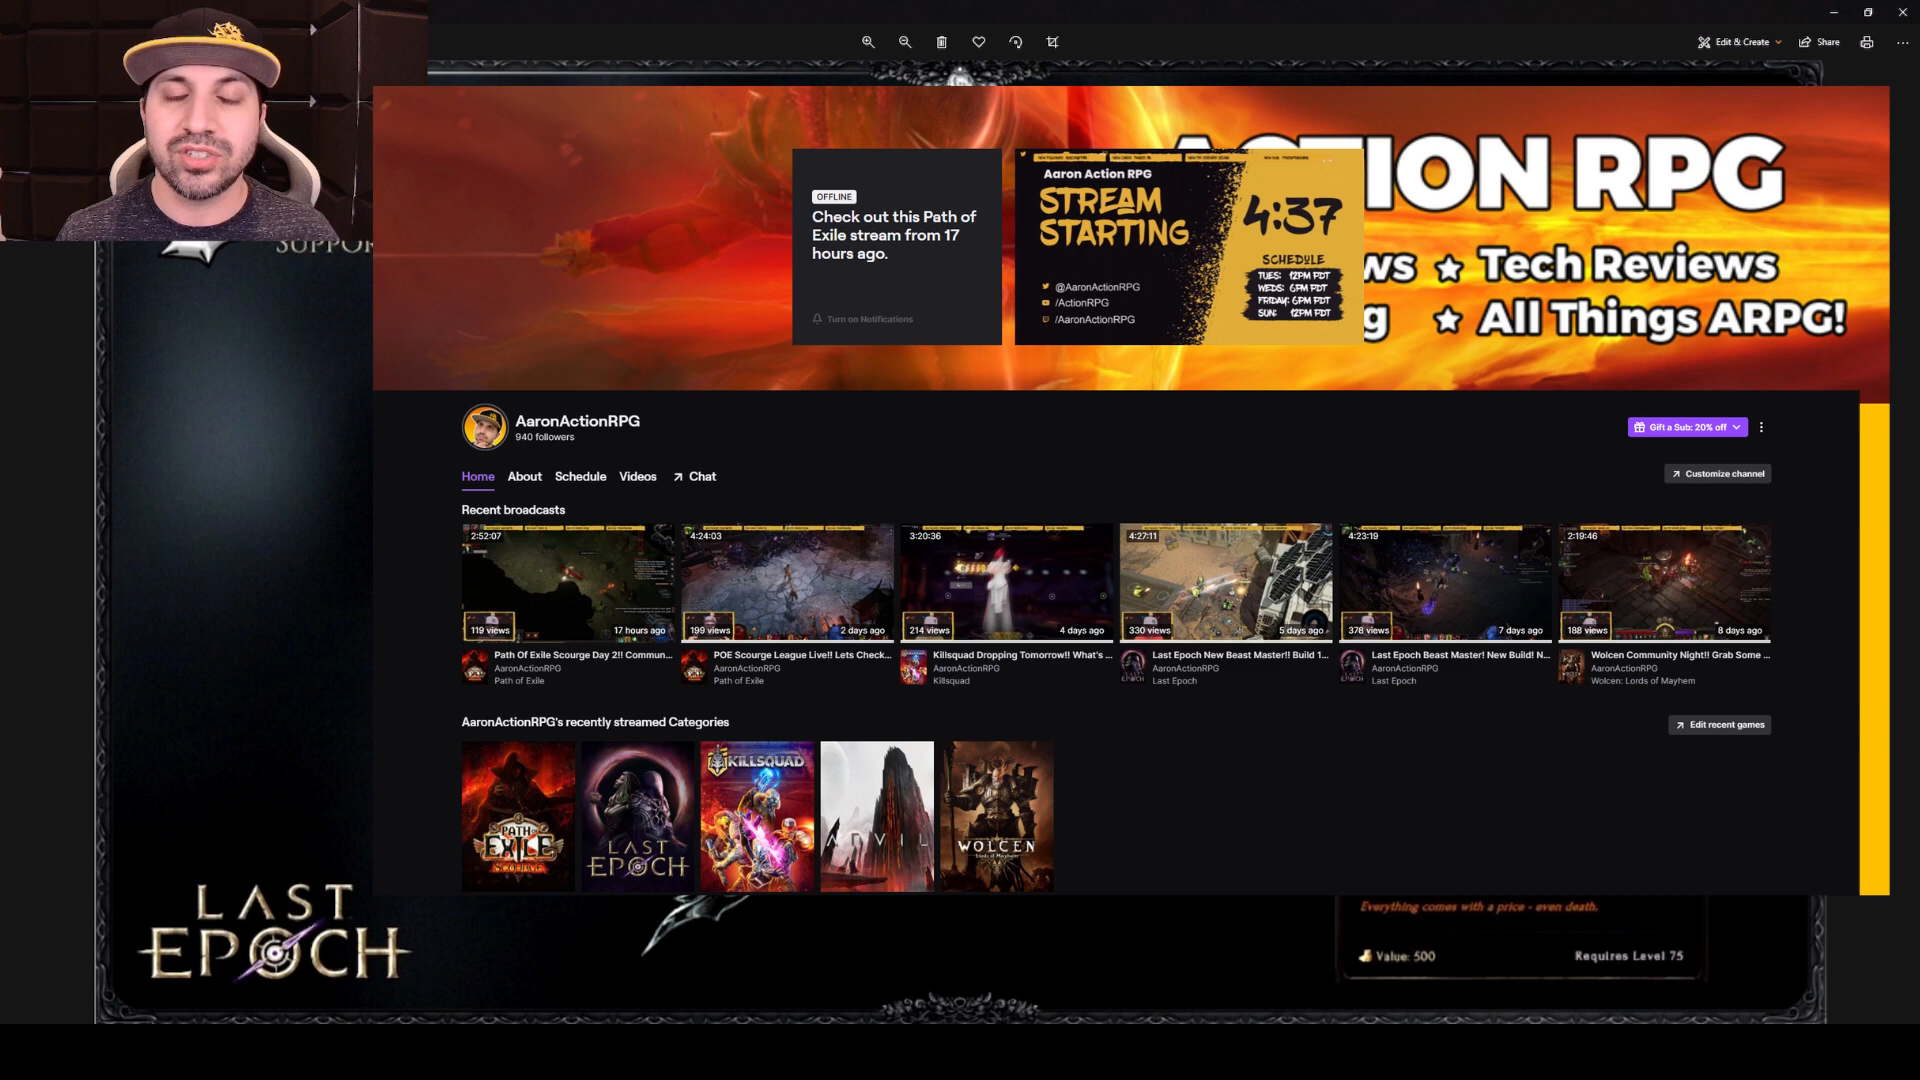 Edit & Create
Share
SUPPOR
ACTION RPG
ws ★ Tech Reviews
g ★ All Things ARPG!
OFFLINE
Check out this Path of
Exile stream from 17
hours ago.
Turn on Notifications
Aaron Action RPG
STREAM
STARTING
4:37
SCHEDULE
TUES: 12PM PDT
WEDS: 6PM PDT
FRIDAY: 6PM PDT
SUN: 12PM PDT
@AaronActionRPG
/ActionRPG
/AaronActionRPG
AaronActionRPG
940 followers
Gift a Sub: 20% off
Home About Schedule Videos Chat
Customize channel
Recent broadcasts
2:52:07
119 views
17 hours ago
Path Of Exile Scourge Day 2!! Commun...
AaronActionRPG
Path of Exile
4:24:03
199 views
2 days ago
POE Scourge League Live!! Lets Check...
AaronActionRPG
Path of Exile
3:20:36
214 views
4 days ago
Killsquad Dropping Tomorrow!! What's ...
AaronActionRPG
Killsquad
4:27:11
330 views
5 days ago
Last Epoch New Beast Master!! Build 1...
AaronActionRPG
Last Epoch
4:23:19
378 views
7 days ago
Last Epoch Beast Master! New Build! N...
AaronActionRPG
Last Epoch
2:19:46
188 views
8 days ago
Wolcen Community Night!! Grab Some ...
AaronActionRPG
Wolcen: Lords of Mayhem
AaronActionRPG's recently streamed Categories
Edit recent games
PATH OF
EXILE
SCOURGE
LAST
EPOCH
KILLSQUAD
ANVIL
WOLCEN
Lords of Mayhem
LAST
EPOCH
Everything comes with a price - even death.
Value: 500
Requires Level 75